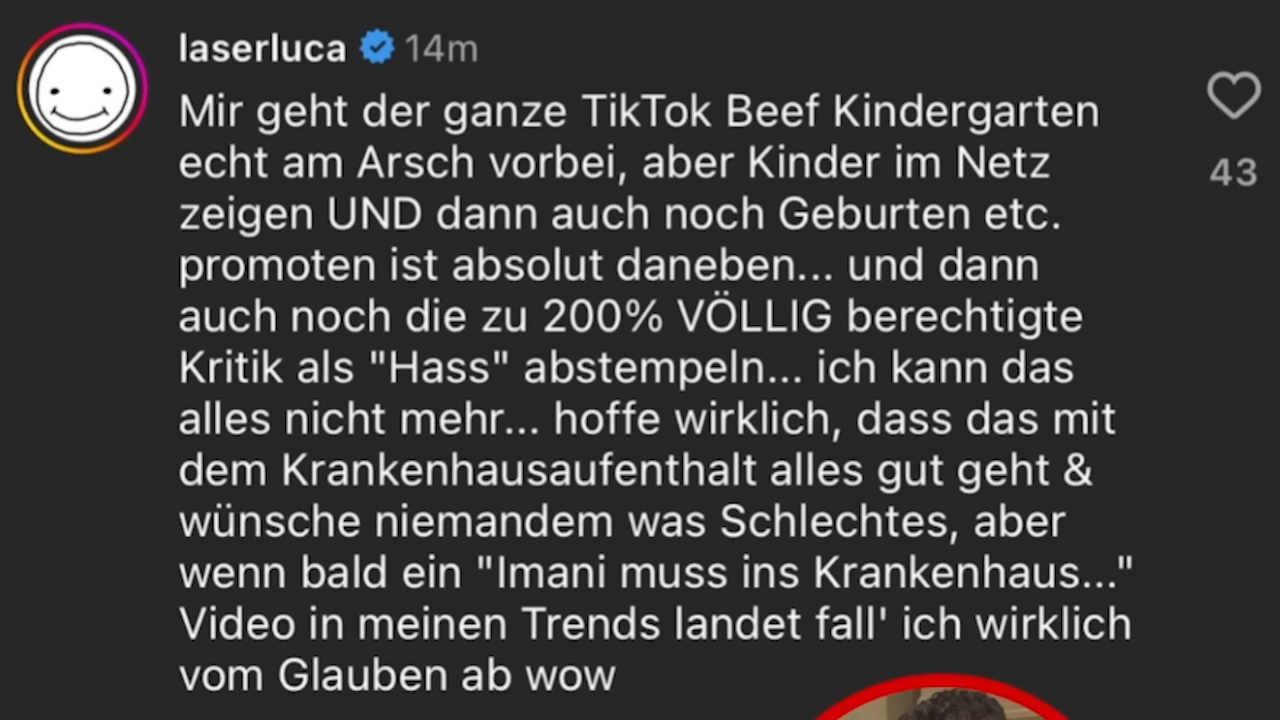 laserluca 14m
Mir geht der ganze TikTok Beef Kindergarten
echt am Arsch vorbei, aber Kinder im Netz
zeigen UND dann auch noch Geburten etc.
promoten ist absolut daneben... und dann
auch noch die zu 200% VÖLLIG berechtigte
Kritik als "Hass" abstempeln... ich kann das
alles nicht mehr... hoffe wirklich, dass das mit
dem Krankenhausaufenthalt alles gut geht &
wünsche niemandem was Schlechtes, aber
wenn bald ein "Imani muss ins Krankenhaus..."
Video in meinen Trends landet fall' ich wirklich
vom Glauben ab wow
43